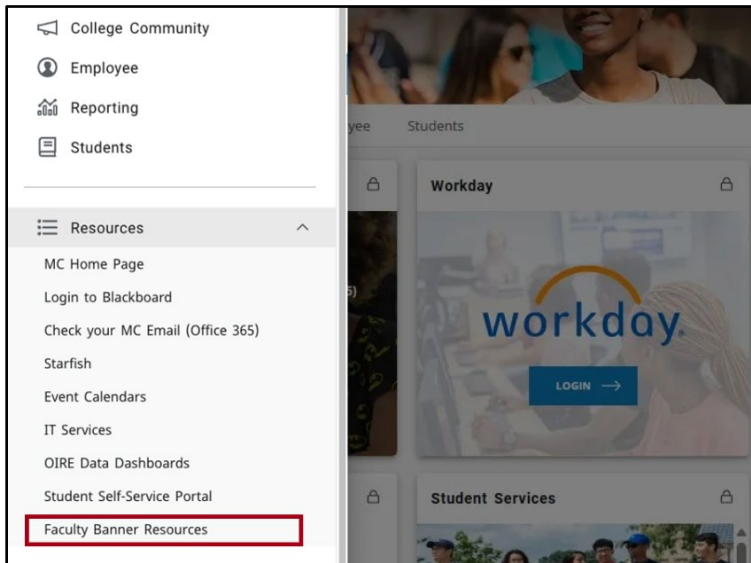 College Community
Employee
Reporting
Students
Resources
MC Home Page
Login to Blackboard
Check your MC Email (Office 365)
Starfish
Event Calendars
IT Services
OIRE Data Dashboards
Student Self-Service Portal
Faculty Banner Resources
yee
Students
5)
Workday
workday
LOGIN
Student Services